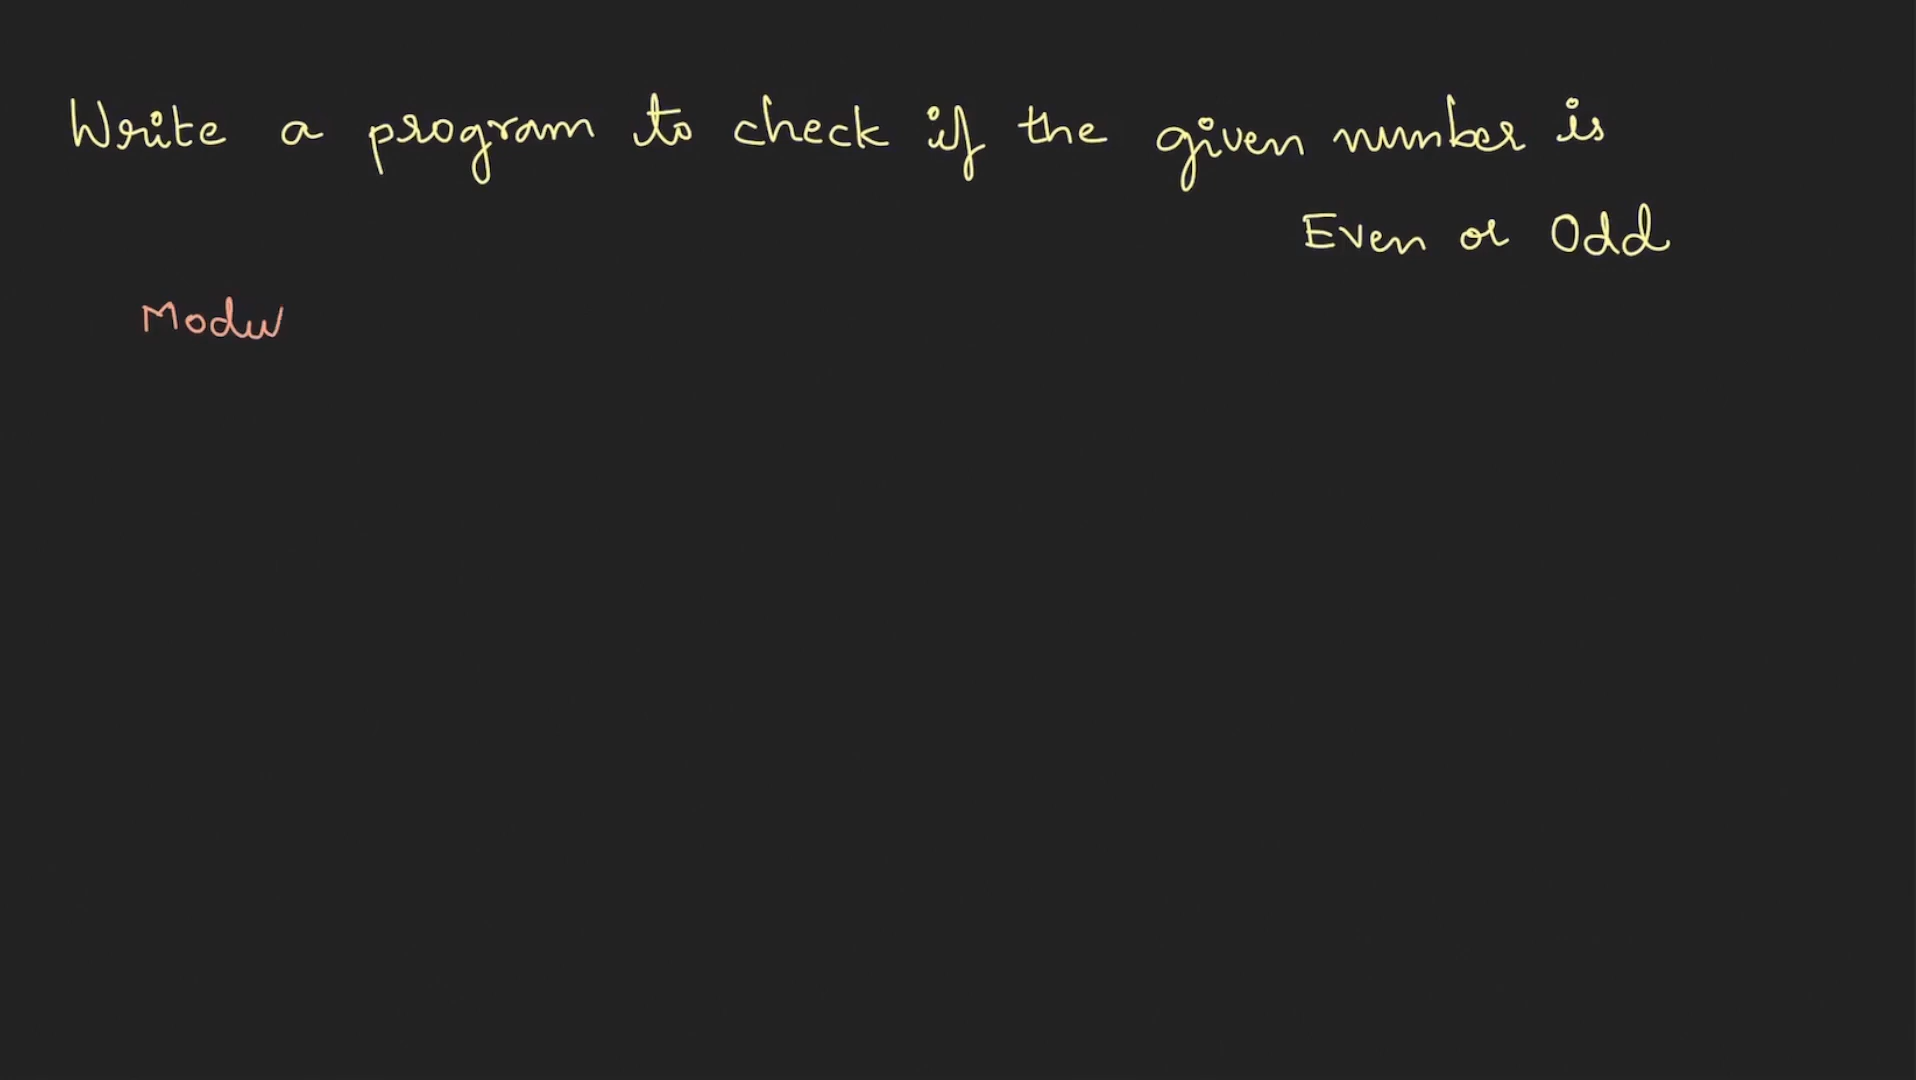 Write a program to check if the given number is
Even or Odd
Modu